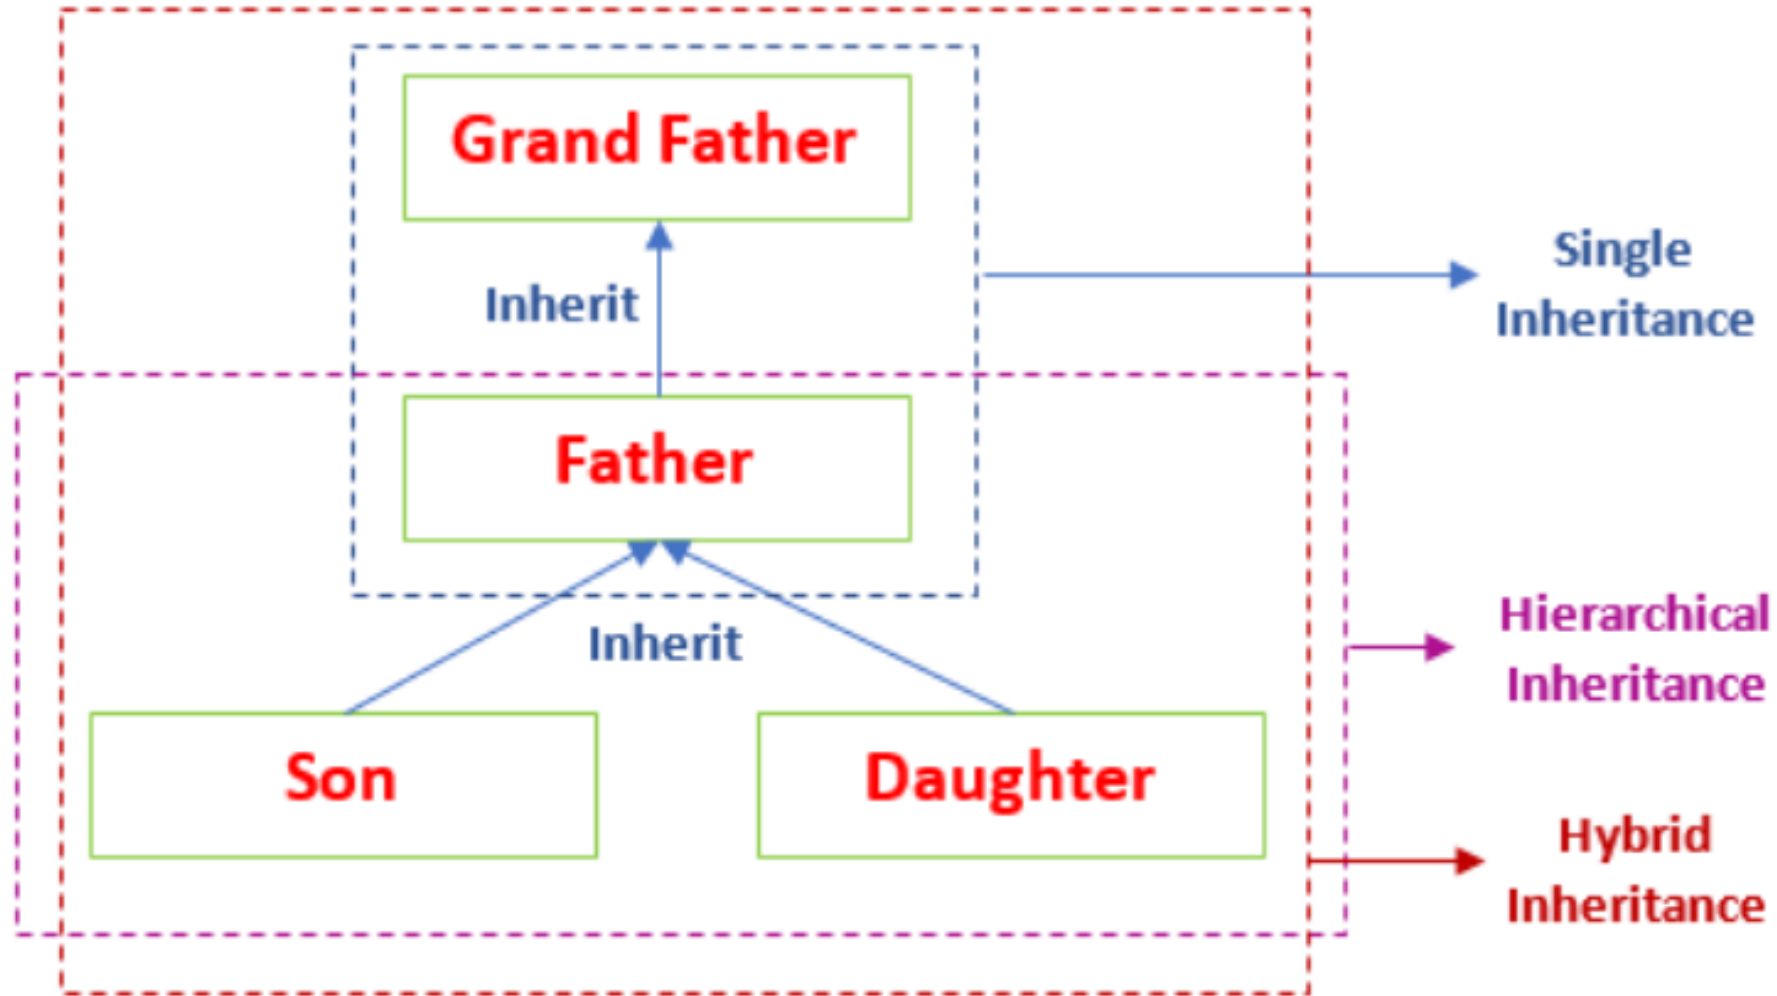 Grand Father
Inherit
Single
Inheritance
Father
Inherit
Hierarchical
Inheritance
Son
Daughter
Hybrid
Inheritance